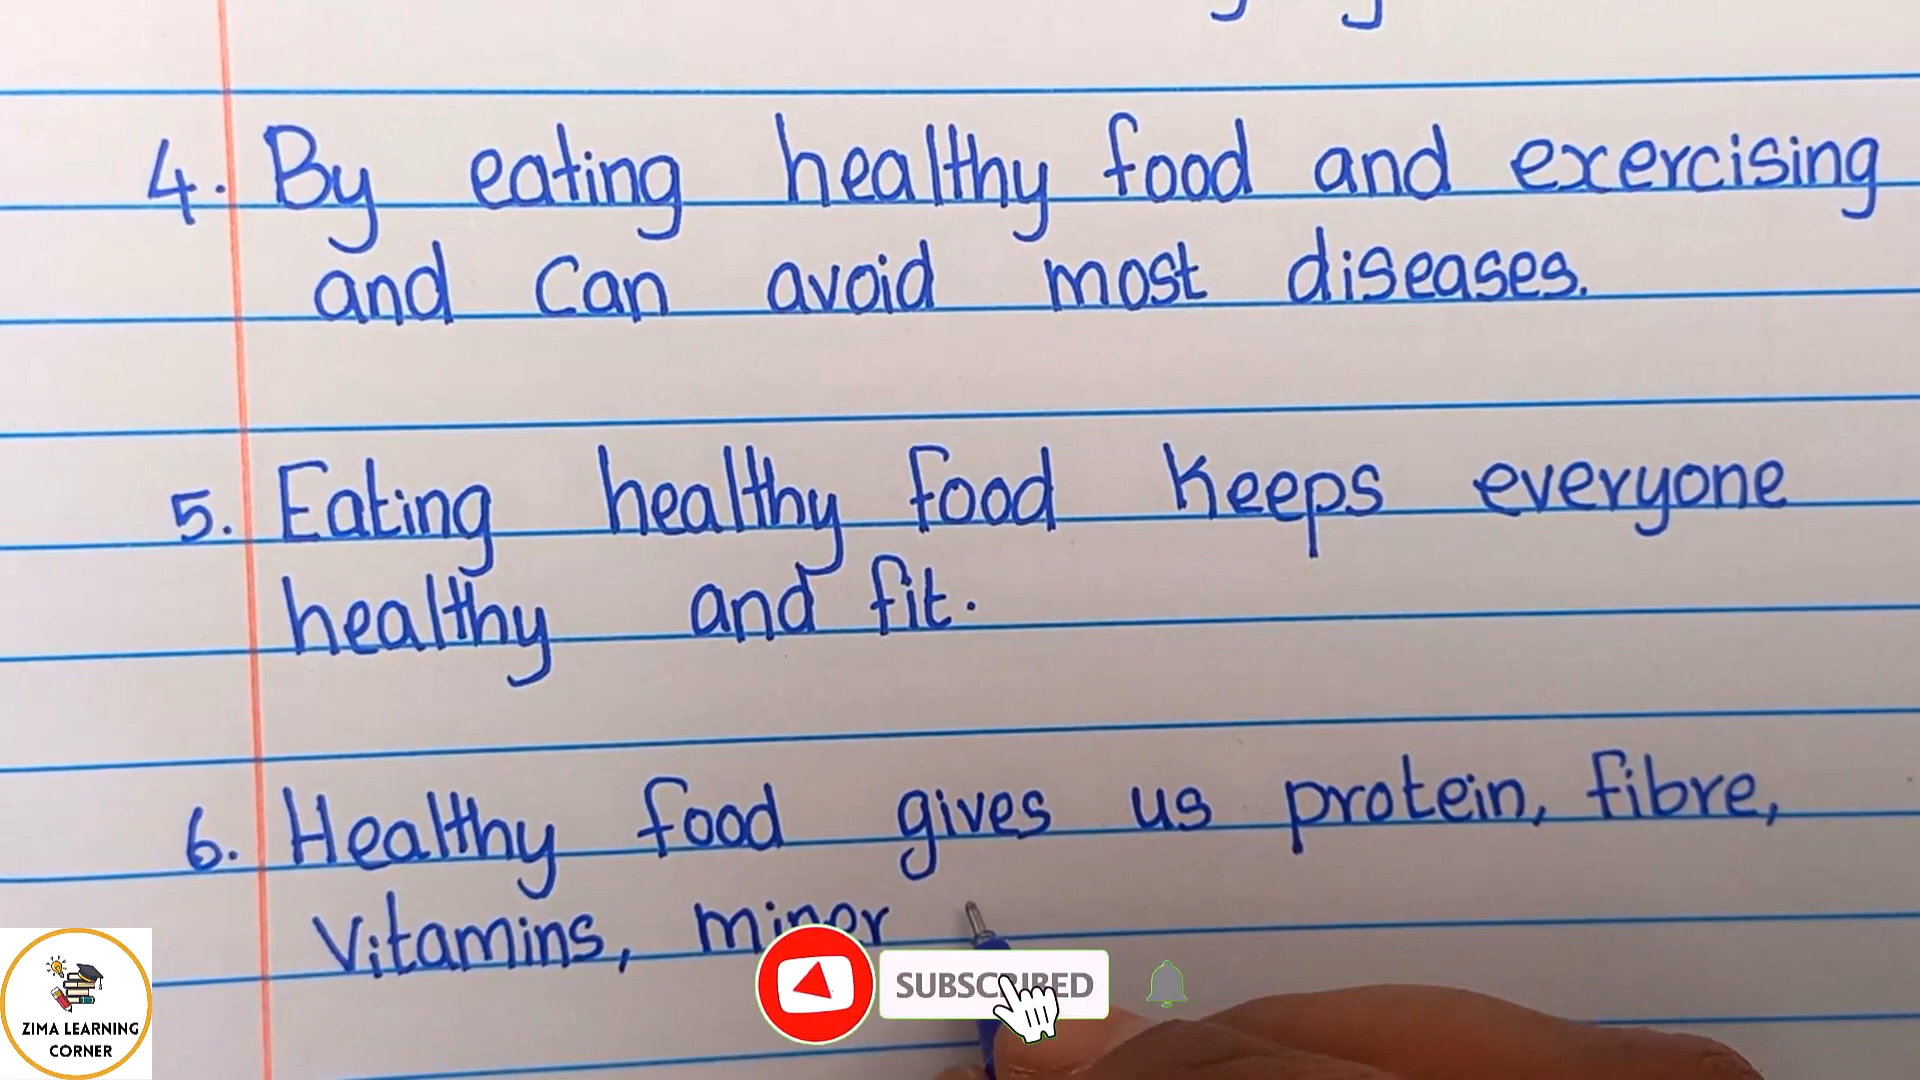 4. By eating healthy food and exercising
and can avoid most diseases.
5. Eating healthy food keeps everyone
healthy and fit.
6. Healthy food gives us protein, fibre,
Vitamins, miner
SUBSCRIBED
ZIMA LEARNING
CORNER